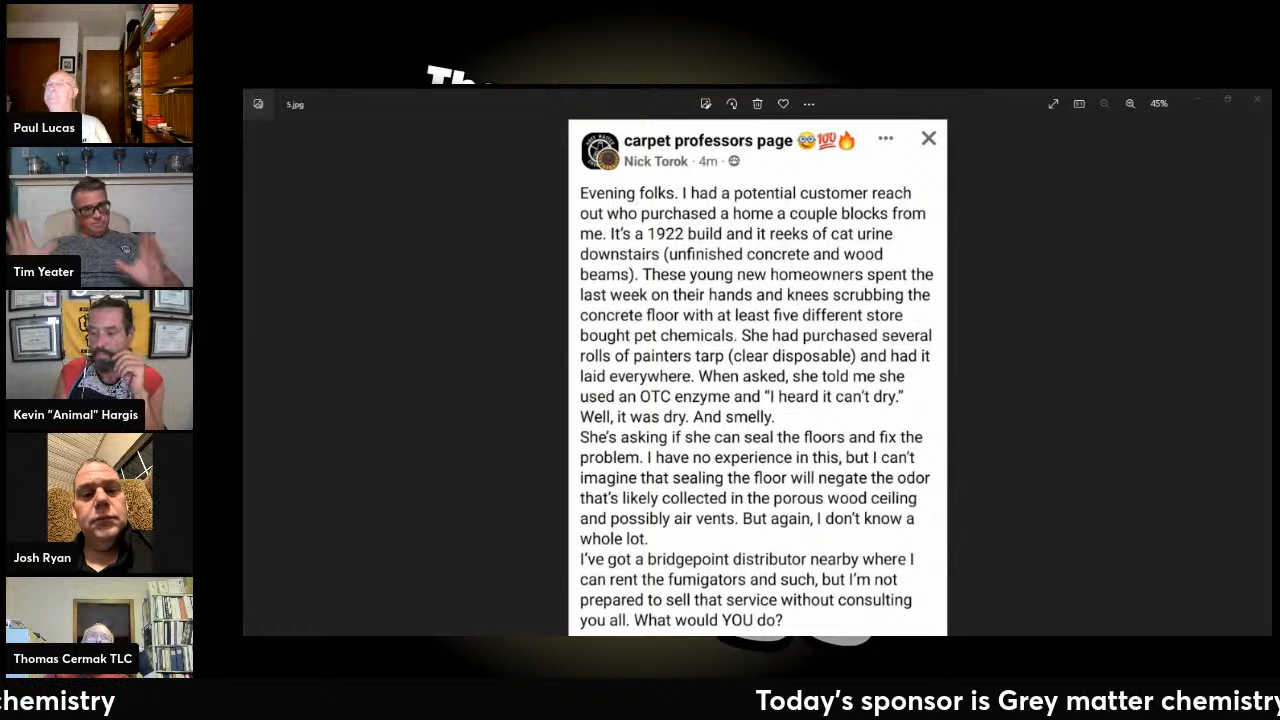 Paul Lucas
Tim Yeater
Kevin "Animal" Hargis
Josh Ryan
Thomas Cermak TLC
The
5.jpg
45%
carpet professors page 🤓💯🔥
Nick Torok · 4m ·
Evening folks. I had a potential customer reach
out who purchased a home a couple blocks from
me. It's a 1922 build and it reeks of cat urine
downstairs (unfinished concrete and wood
beams). These young new homeowners spent the
last week on their hands and knees scrubbing the
concrete floor with at least five different store
bought pet chemicals. She had purchased several
rolls of painters tarp (clear disposable) and had it
laid everywhere. When asked, she told me she
used an OTC enzyme and "I heard it can't dry."
Well, it was dry. And smelly.
She's asking if she can seal the floors and fix the
problem. I have no experience in this, but I can't
imagine that sealing the floor will negate the odor
that's likely collected in the porous wood ceiling
and possibly air vents. But again, I don't know a
whole lot.
I've got a bridgepoint distributor nearby where I
can rent the fumigators and such, but I'm not
prepared to sell that service without consulting
you all. What would YOU do?
chemistry
Today's sponsor is Grey matter chemistry